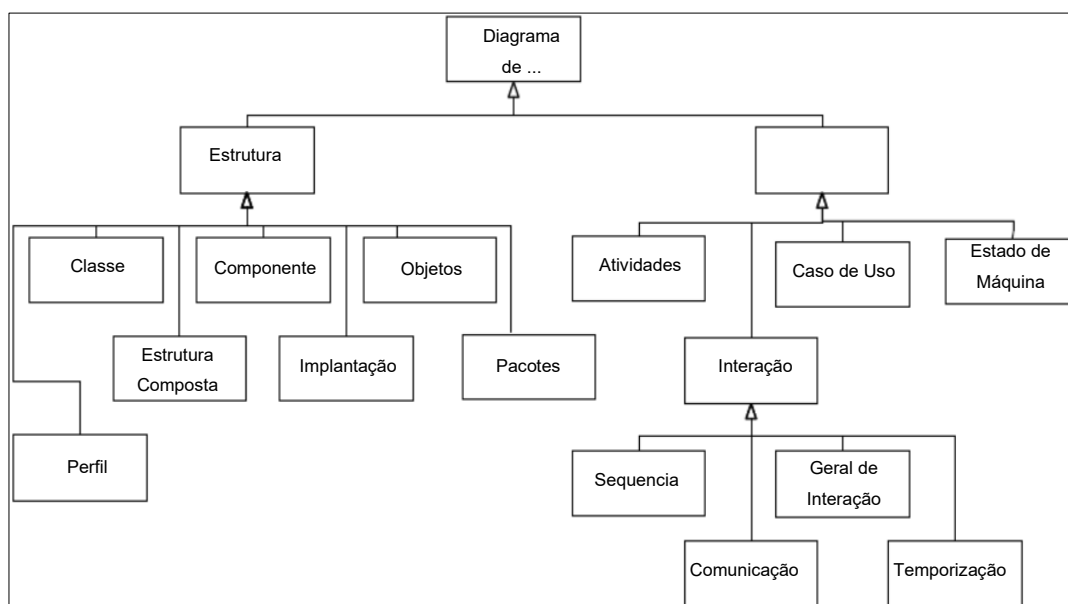 Diagrama
de ...
Estrutura
Classe
Componente
Objetos
Atividades
Caso de Uso
Estado de
Máquina
Estrutura
Composta
Implantação
Pacotes
Interação
Perfil
Sequencia
Geral de
Interação
Comunicação
Temporização